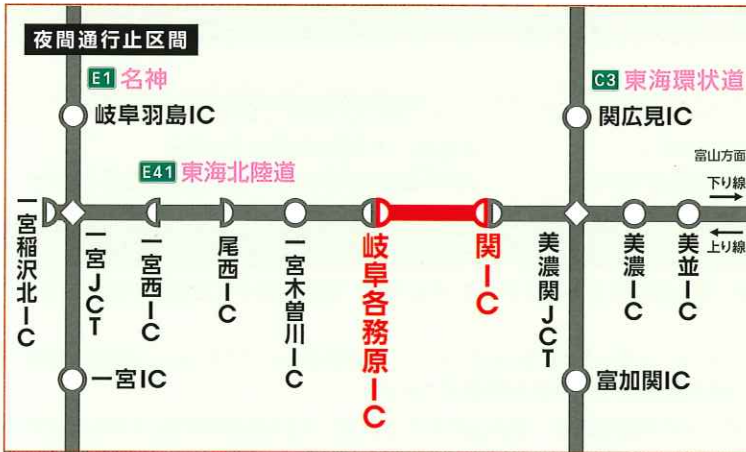 夜間通行止区間
E1 名神
C3 東海環状道
岐阜羽島IC
関広見IC
E41 東海北陸道
富山方面
下り線
上り線
一宮稲沢北IC
一宮JCT
一宮西IC
尾西IC
一宮木曽川IC
岐阜各務原IC
関IC
美濃関JCT
美濃IC
美並IC
一宮IC
富加関IC